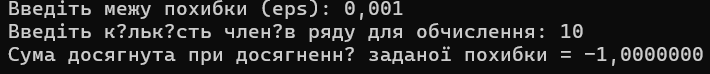 Введіть межу похибки (eps): 0,001
Введіть к?льк?сть член?в ряду для обчислення: 10
Сума досягнута при досягненн? заданої похибки = -1,0000000